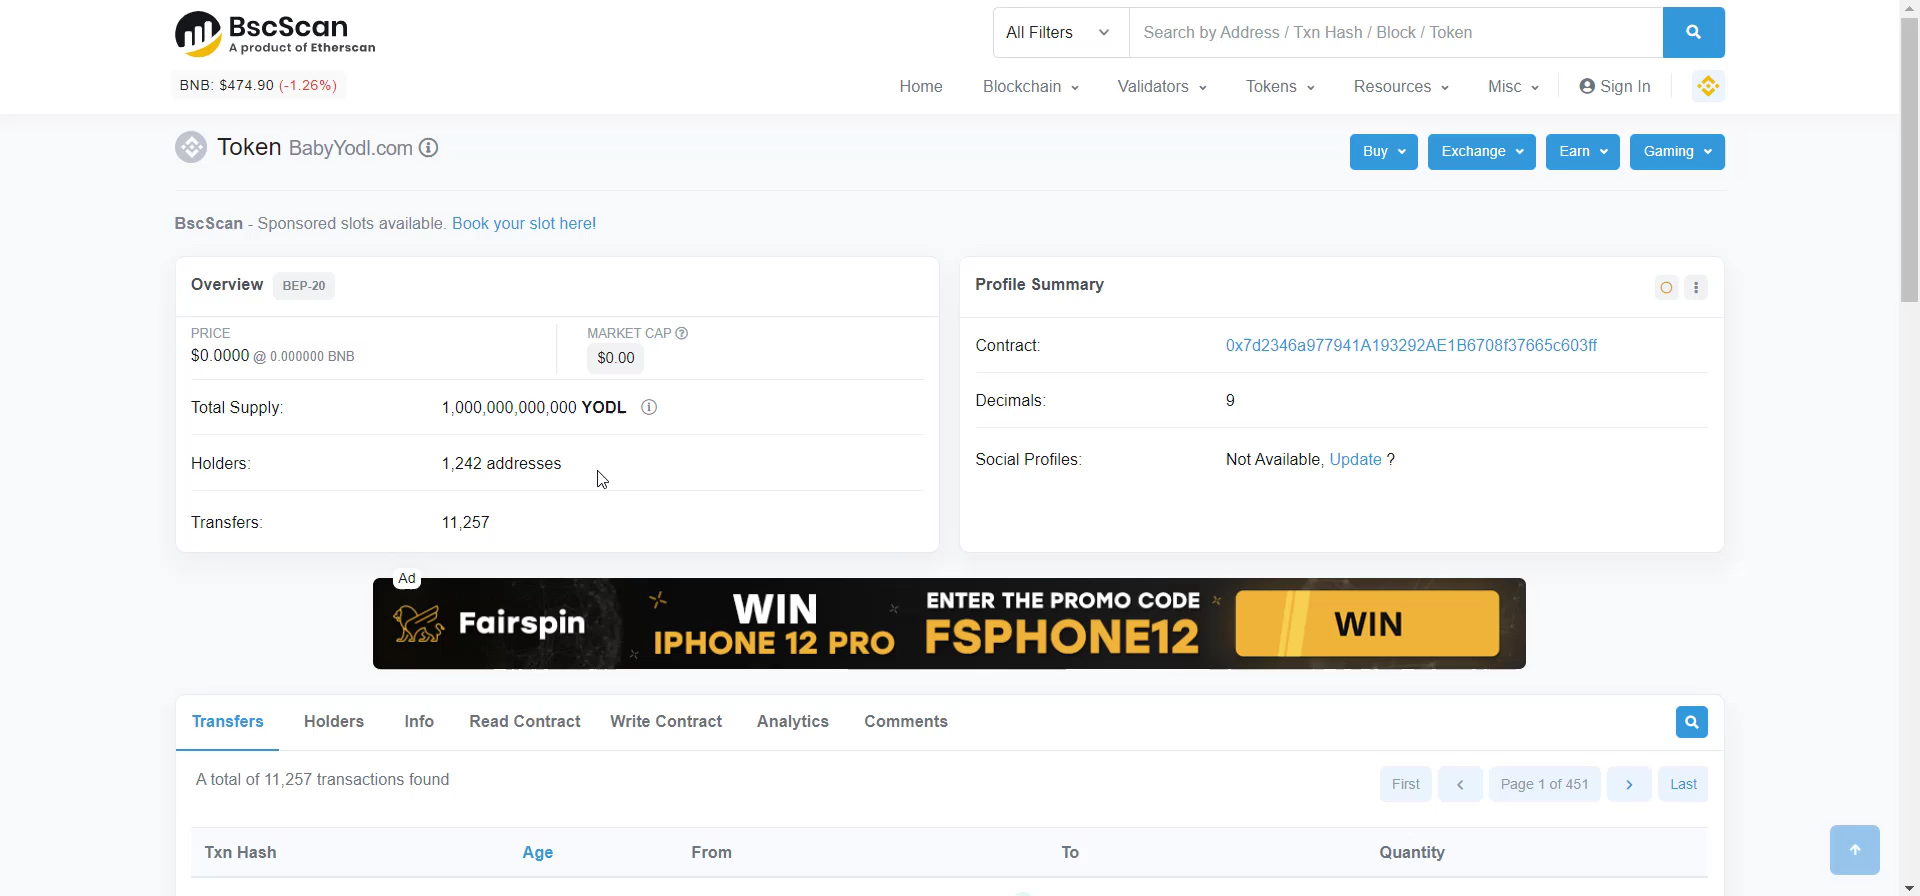 BscScan
A product of Etherscan
All Filters
Search by Address / Txn Hash / Block / Token
BNB: $474.90 (-1.26%)
Home Blockchain Validators Tokens Resources Misc Sign In
Token BabyYodl.com
Buy Exchange Earn Gaming
BscScan - Sponsored slots available. Book your slot here!
Overview BEP-20
PRICE
$0.0000 @ 0.000000 BNB
MARKET CAP
$0.00
Total Supply: 1,000,000,000,000 YODL
Holders: 1,242 addresses
Transfers: 11,257
Profile Summary
Contract: 0x7d2346a977941A193292AE1B6708f37665c603ff
Decimals: 9
Social Profiles: Not Available, Update ?
Ad
Fairspin
WIN
IPHONE 12 PRO
ENTER THE PROMO CODE
FSPHONE12
WIN
Transfers Holders Info Read Contract Write Contract Analytics Comments
A total of 11,257 transactions found
First Page 1 of 451 Last
Txn Hash Age From To Quantity